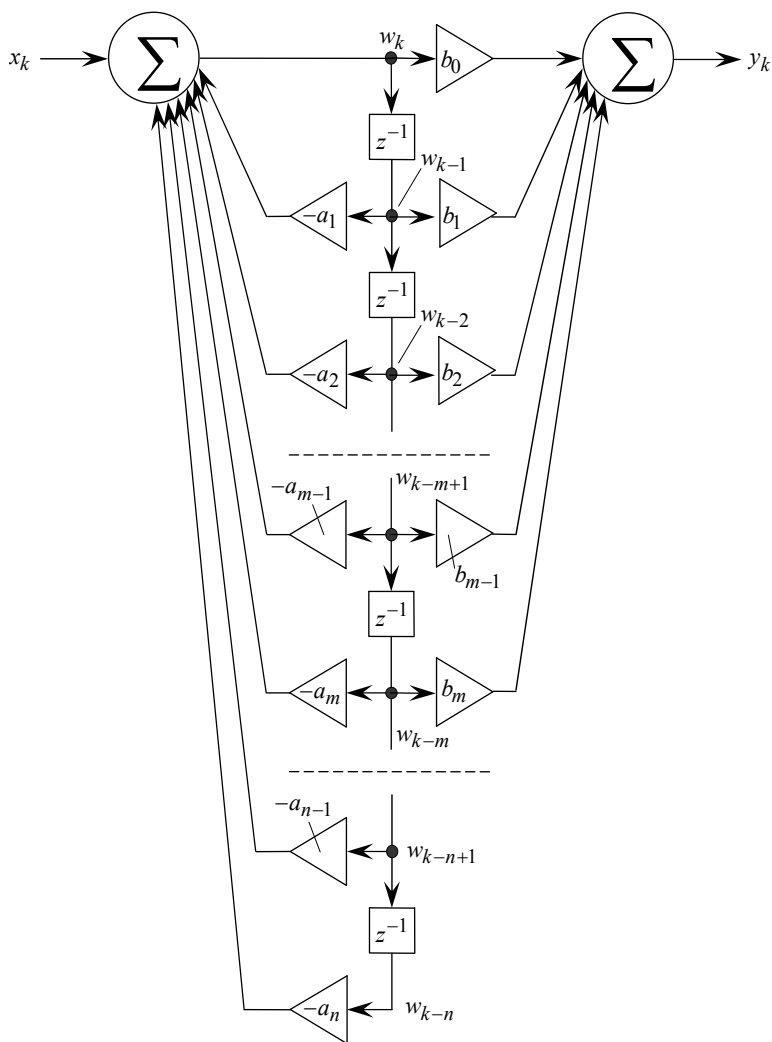 w_k
x_k Σ b_0 Σ y_k
z^{-1}
w_{k-1}
-a_1 b_1
z^{-1}
w_{k-2}
-a_2 b_2
-a_{m-1} w_{k-m+1}
b_{m-1}
z^{-1}
-a_m b_m
w_{k-m}
-a_{n-1}
w_{k-n+1}
z^{-1}
-a_n w_{k-n}